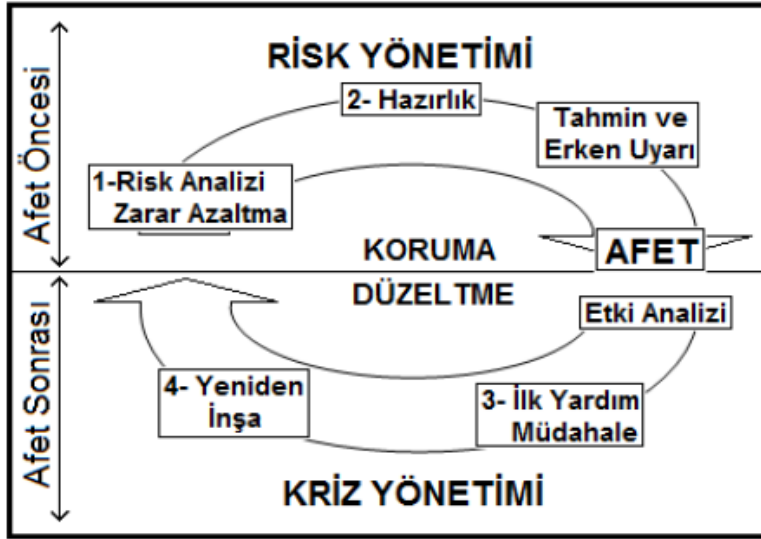 Afet Öncesi
RİSK YÖNETİMİ
2- Hazırlık
Tahmin ve
Erken Uyarı
1-Risk Analizi
Zarar Azaltma
KORUMA
AFET
DÜZELTME
Afet Sonrası
Etki Analizi
4- Yeniden
İnşa
3- İlk Yardım
Müdahale
KRİZ YÖNETİMİ